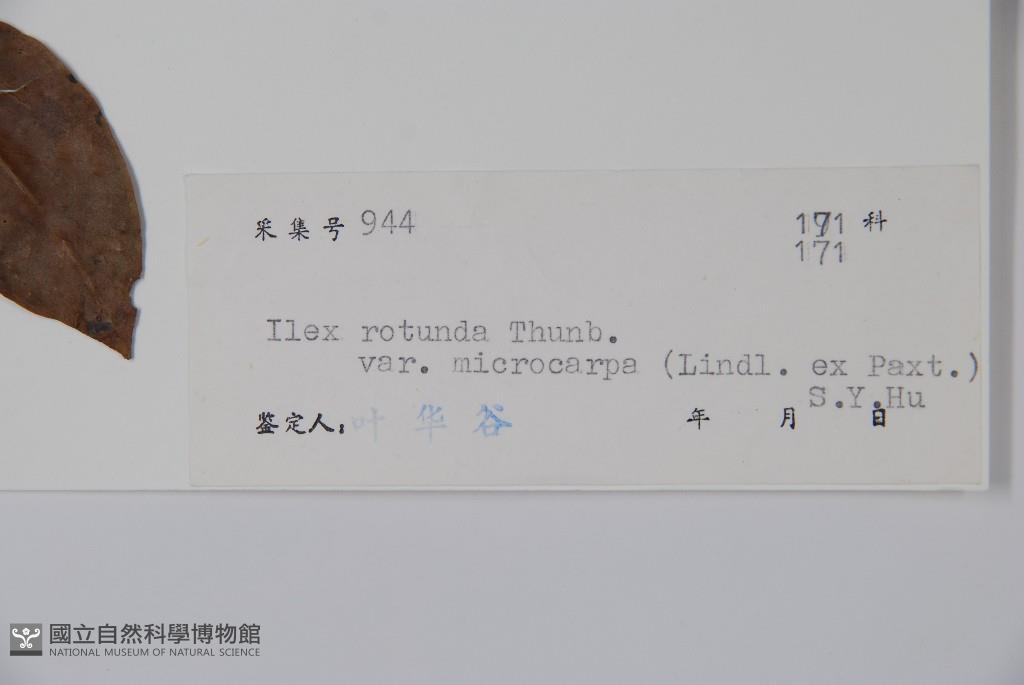 采集号 944 171 科
171
Ilex rotunda Thunb.
var. microcarpa (Lindl. ex Paxt.)
S.Y.Hu
鉴定人: 叶华谷 年 月 日
國立自然科學博物館
NATIONAL MUSEUM OF NATURAL SCIENCE